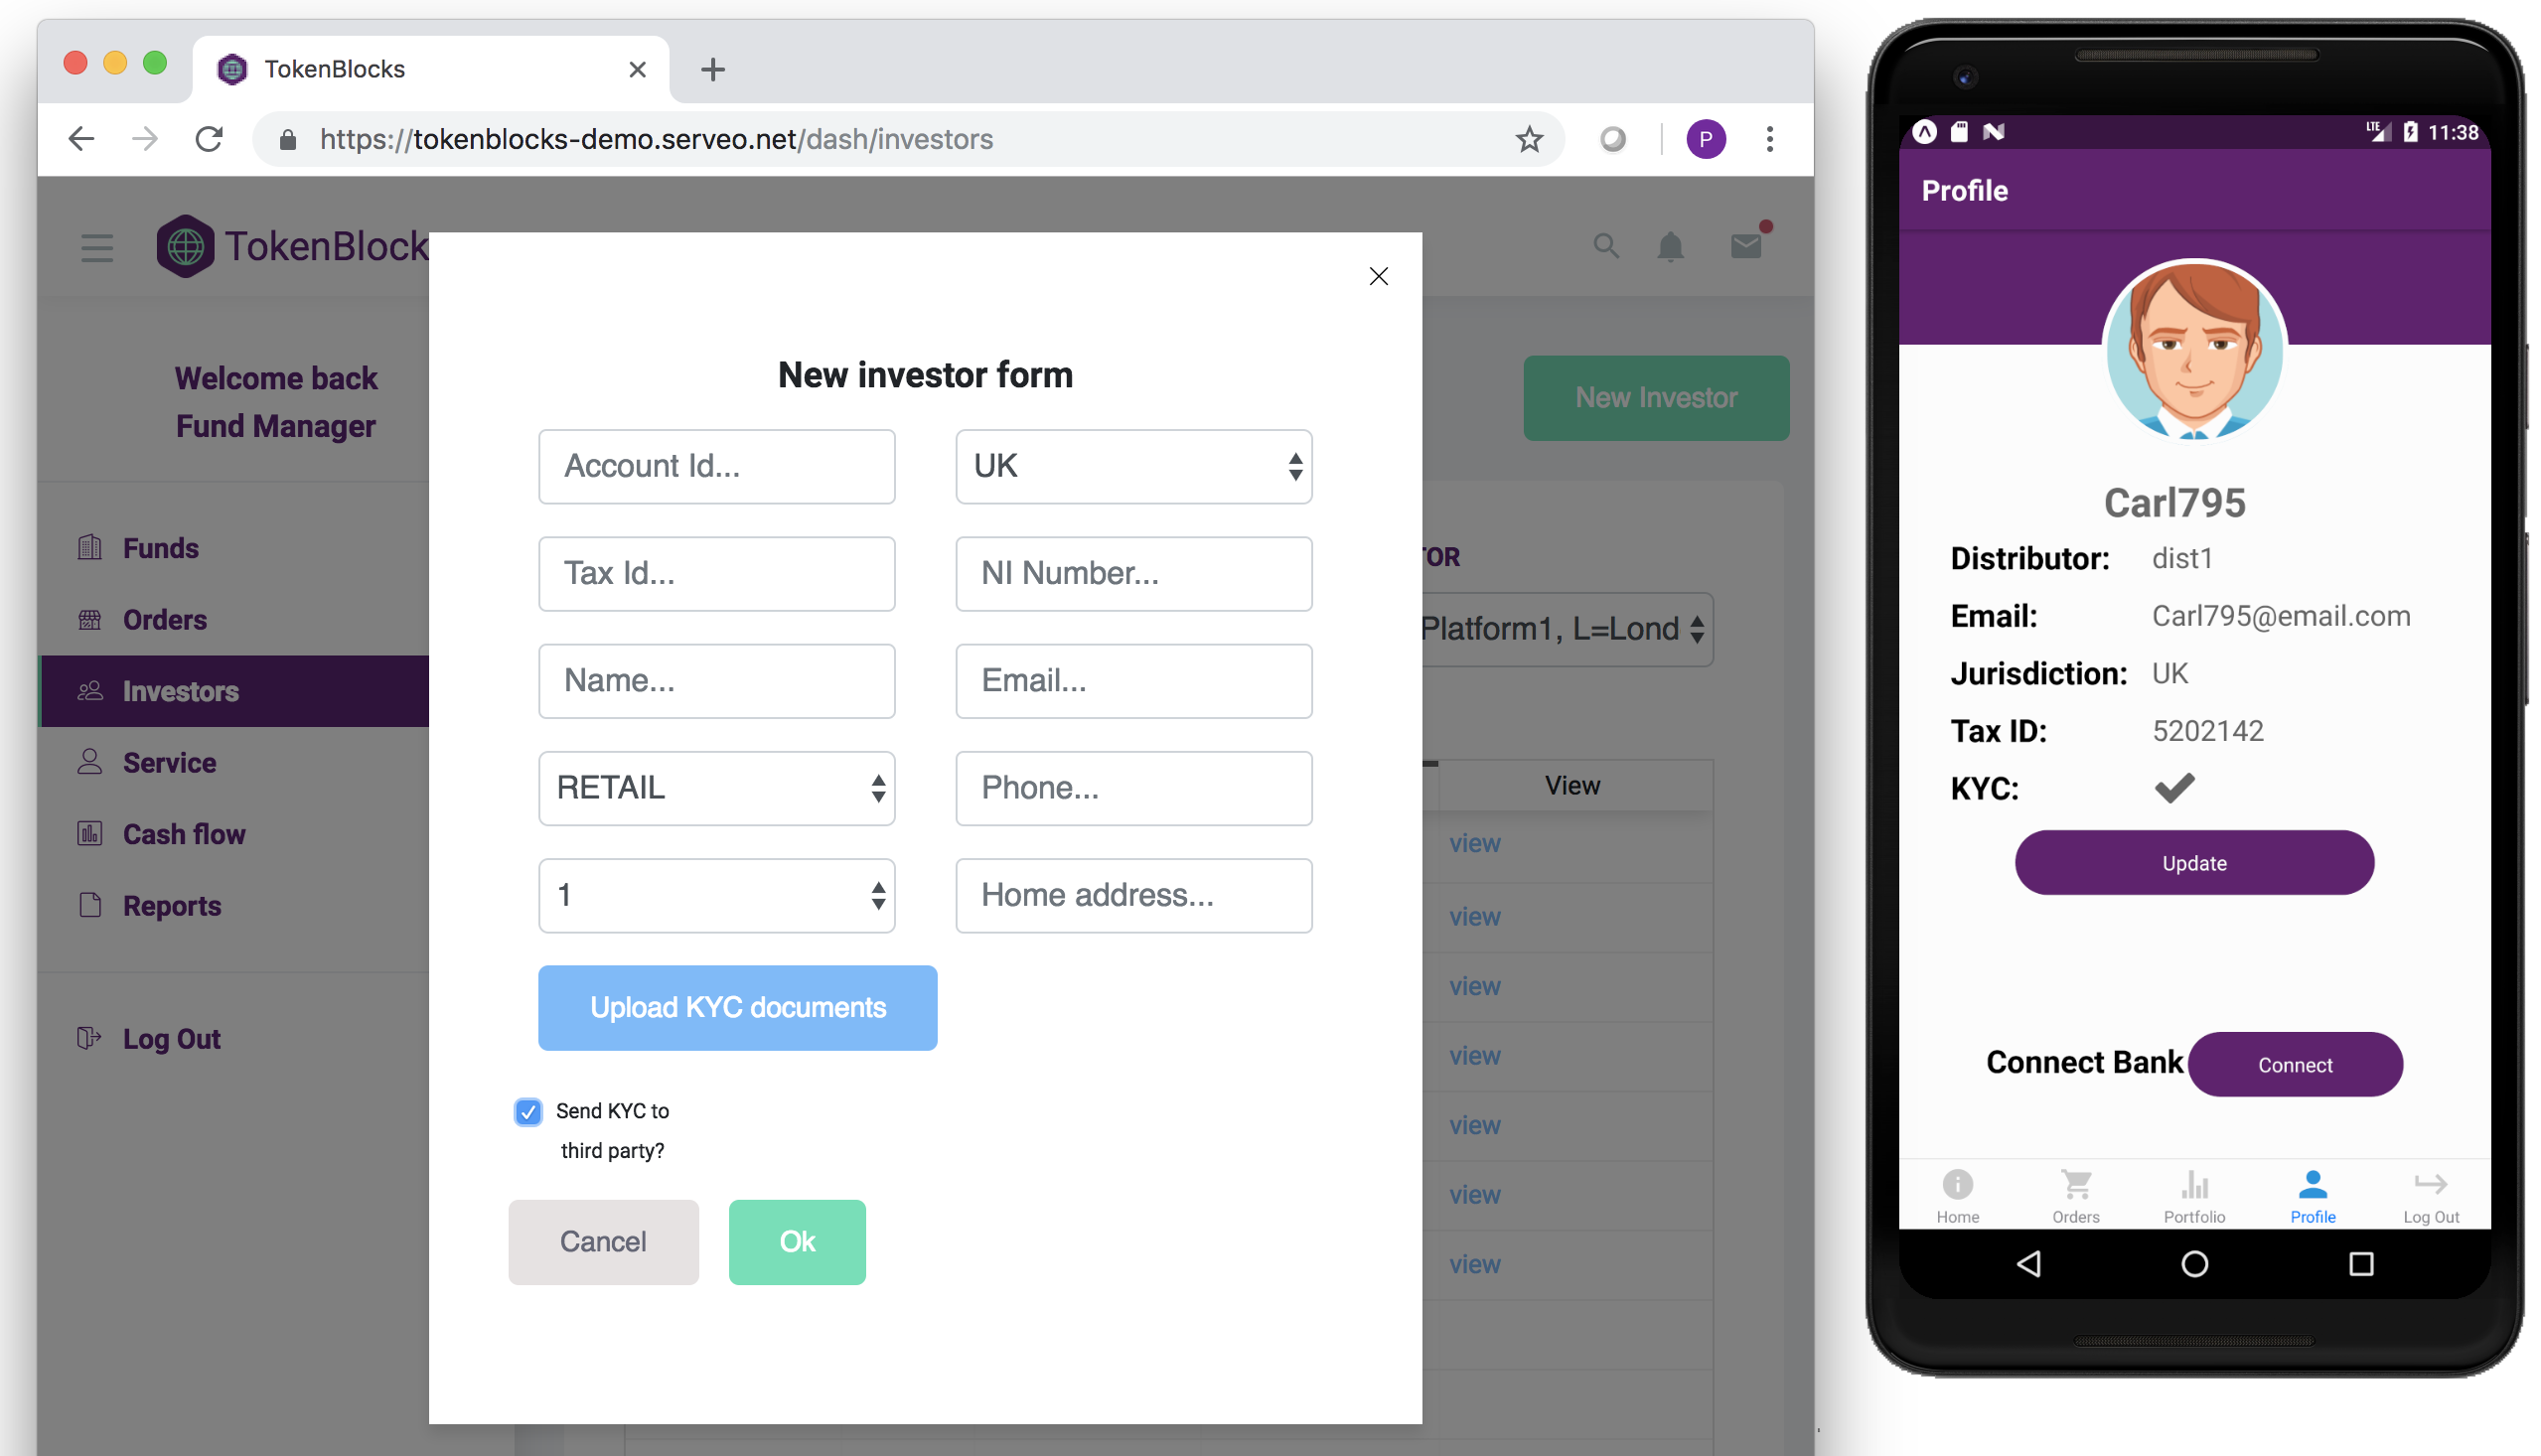 TokenBlocks
https://tokenblocks-demo.serveo.net/dash/investors
P
TokenBlock
Welcome back
Fund Manager
Funds
Orders
Investors
Service
Cash flow
Reports
Log Out
New Investor
TOR
Platform1, L=Lond
View
view
view
view
view
view
view
view
New investor form
Account Id...
UK
Tax Id...
NI Number...
Name...
Email...
RETAIL
Phone...
1
Home address...
Upload KYC documents
Send KYC to
third party?
Cancel
Ok
LTE
11:38
Profile
Carl795
Distributor: dist1
Email: Carl795@email.com
Jurisdiction: UK
Tax ID: 5202142
KYC:
Update
Connect Bank Connect
Home Orders Portfolio Profile Log Out